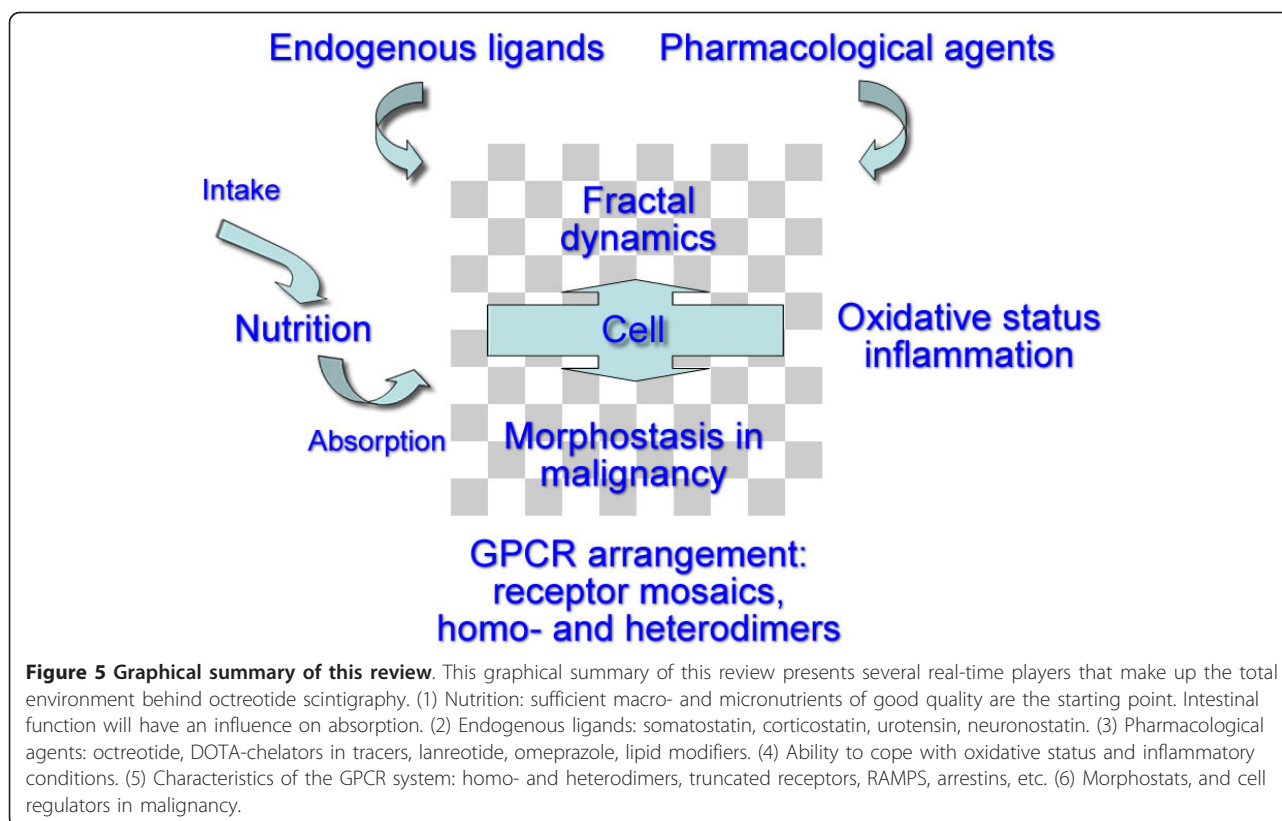 Endogenous ligands
Pharmacological agents
Intake
Fractal
dynamics
Nutrition
Cell
Oxidative status
inflammation
Absorption
Morphostasis in
malignancy
GPCR arrangement:
receptor mosaics,
homo- and heterodimers
Figure 5 Graphical summary of this review. This graphical summary of this review presents several real-time players that make up the total
environment behind octreotide scintigraphy. (1) Nutrition: sufficient macro- and micronutrients of good quality are the starting point. Intestinal
function will have an influence on absorption. (2) Endogenous ligands: somatostatin, corticostatin, urotensin, neuronostatin. (3) Pharmacological
agents: octreotide, DOTA-chelators in tracers, lanreotide, omeprazole, lipid modifiers. (4) Ability to cope with oxidative status and inflammatory
conditions. (5) Characteristics of the GPCR system: homo- and heterodimers, truncated receptors, RAMPS, arrestins, etc. (6) Morphostats, and cell
regulators in malignancy.